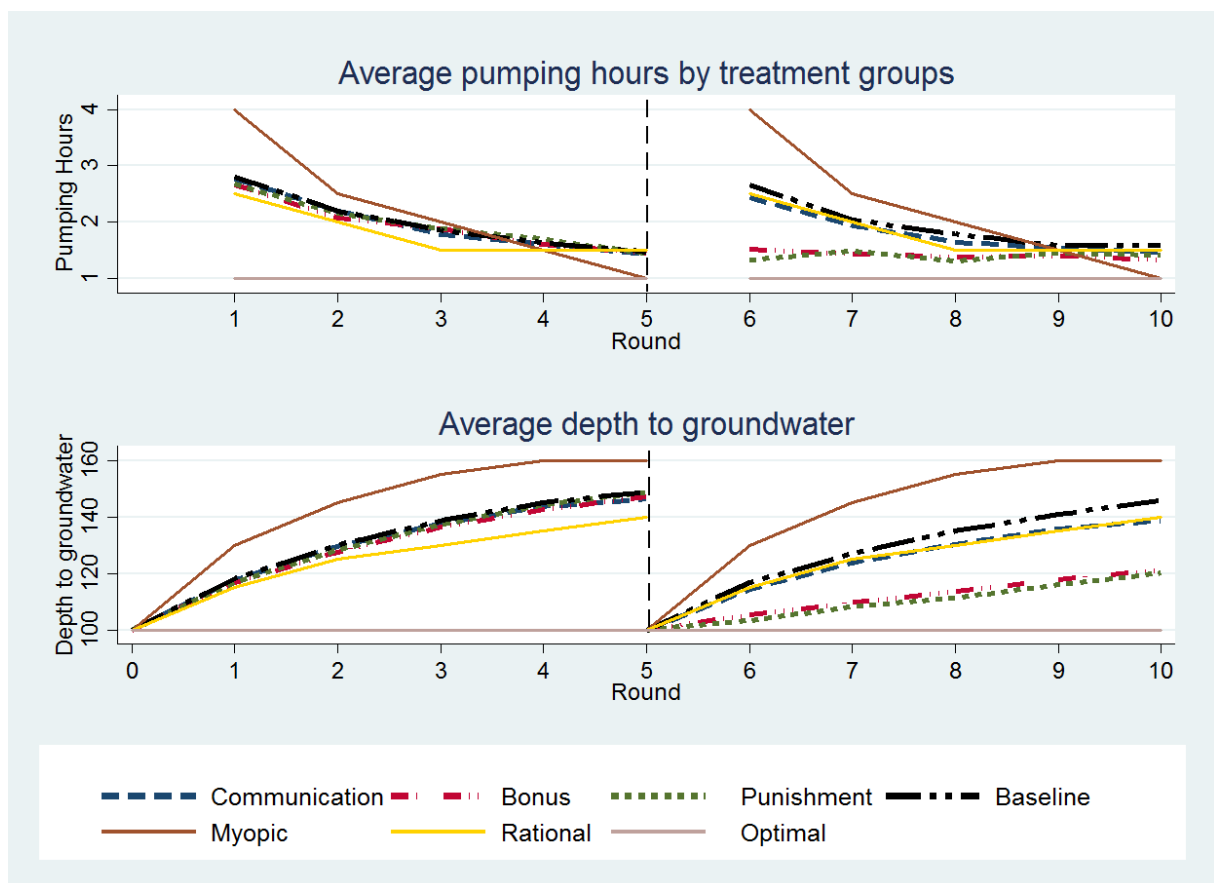 Average pumping hours by treatment groups
Pumping Hours
4
3
2
1
1 2 3 4 5 6 7 8 9 10
Round
Average depth to groundwater
Depth to groundwater
160
140
120
100
0 1 2 3 4 5 6 7 8 9 10
Round
Communication Bonus Punishment Baseline
Myopic Rational Optimal